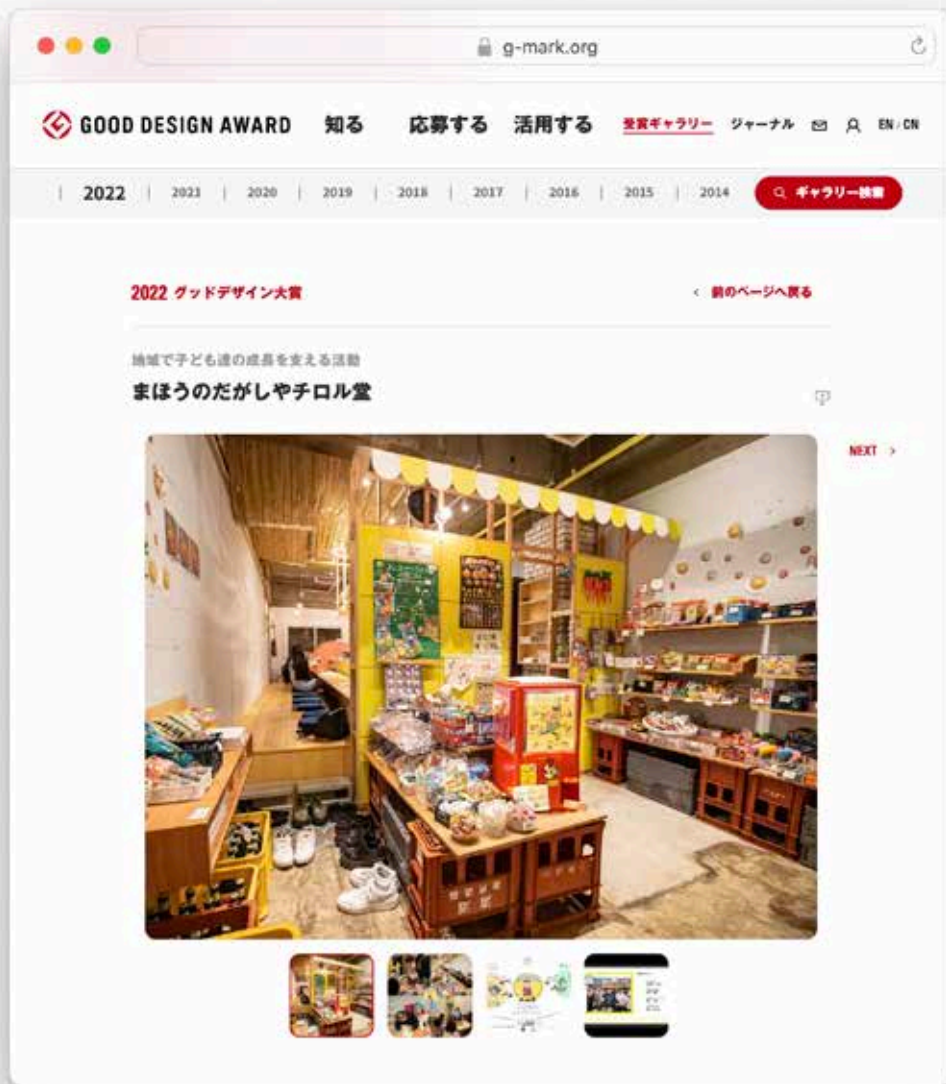 g-mark.org
GOOD DESIGN AWARD 知る 応募する 活用する 受賞ギャラリー ジャーナル EN / CN
| 2022 | 2021 | 2020 | 2019 | 2018 | 2017 | 2016 | 2015 | 2014 ギャラリー検索
2022 グッドデザイン大賞 < 前のページへ戻る
地域で子ども達の成長を支える活動
まほうのだがしやチロル堂
NEXT >